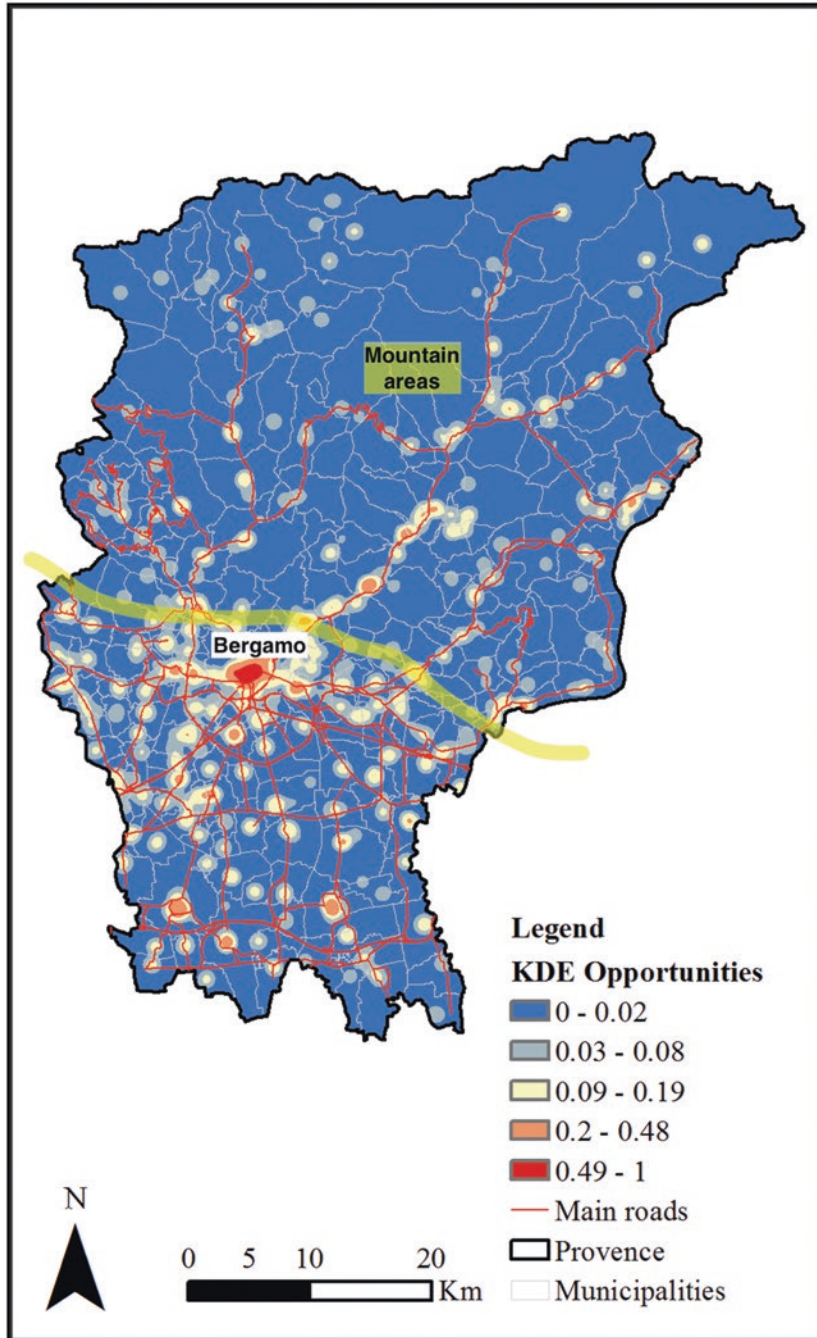 Mountain
areas
Bergamo
Legend
KDE Opportunities
0 - 0.02
0.03 - 0.08
0.09 - 0.19
0.2 - 0.48
0.49 - 1
Main roads
Provence
Municipalities
N
0 5 10 20
Km